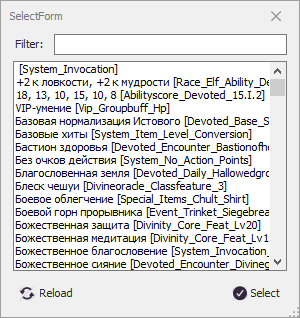 SelectForm
Filter:
[System_Invocation]
+2 к ловкости, +2 к мудрости [Race_Elf_Ability_De
18, 13, 10, 15, 10, 8 [Abilityscore_Devoted_15.I.2]
VIP-умение [Vip_Groupbuff_Hp]
Базовая нормализация Истового [Devoted_Base_S
Базовые хиты [System_Item_Level_Conversion]
Бастион здоровья [Devoted_Encounter_Bastionofhe
Без очков действия [System_No_Action_Points]
Благословенная земля [Devoted_Daily_Hallowedgro
Блеск чешуи [Divineoracle_Classfeature_3]
Боевое облегчение [Special_Items_Chult_Shirt]
Боевой горн прорывника [Event_Trinket_Siegebrea
Божественная защита [Divinity_Core_Feat_Lv20]
Божественная медитация [Divinity_Core_Feat_Lv1
Божественное благословение [System_Invocation_
Божественное сияние [Devoted_Encounter_Divineg
Reload
Select